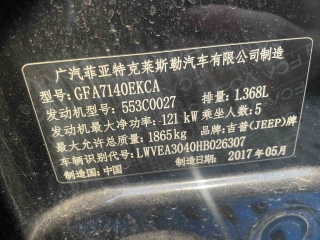 广汽菲亚特克莱斯勒汽车有限公司制造
型号: GFA7140EKCA
发动机型号: 553C0027 排量: 1.368L
发动机最大净功率: 121 kW 乘坐人数: 5
最大允许总质量: 1865kg 品牌: 吉普(JEEP)牌
车辆识别代号: LWVEA3040HB026307
制造国: 中国 制造日期: 2017 年 05月